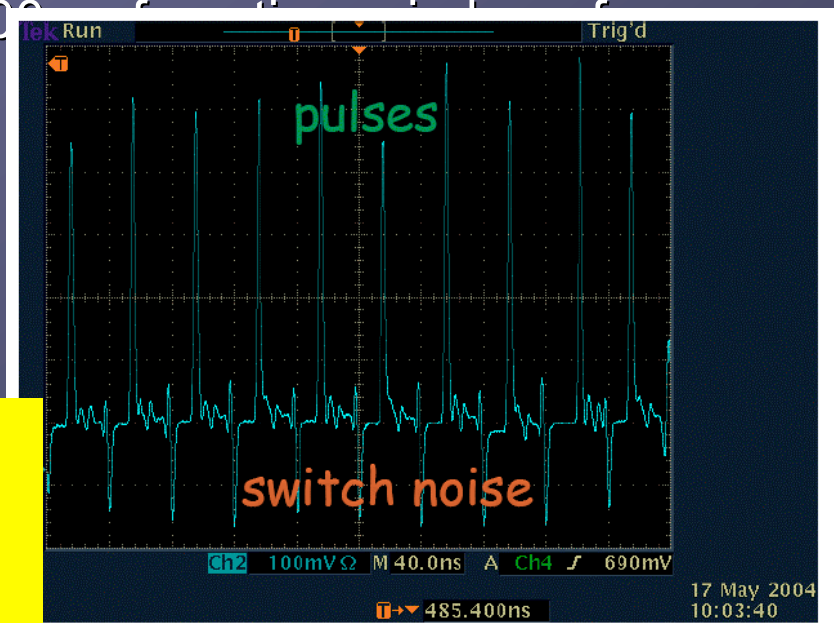 Tek Run Trig'd
pulses
switch noise
Ch2 100mVΩ M 40.0ns A Ch4 ʃ 690mV
17 May 2004
T→▼ 485.400ns 10:03:40